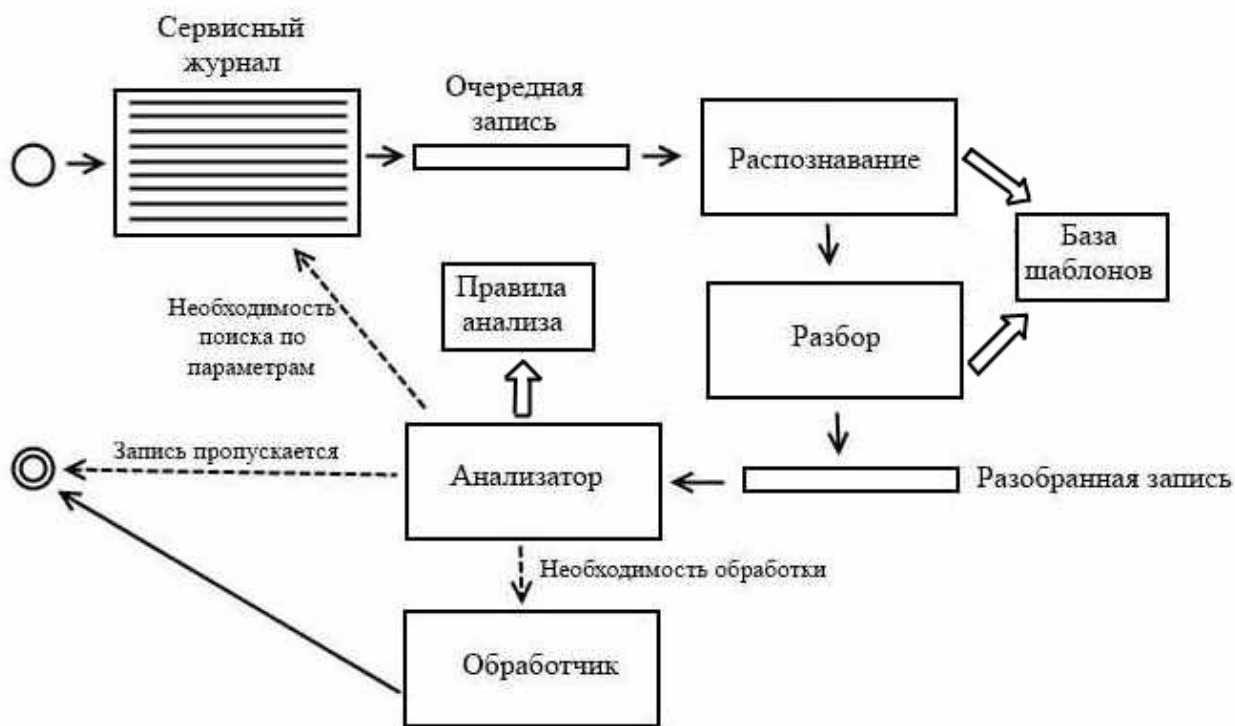 Сервисный
журнал
Очередная
запись
Распознавание
База
шаблонов
Необходимость
поиска по
параметрам
Правила
анализа
Разбор
Запись пропускается
Анализатор
Разобранная запись
Необходимость обработки
Обработчик